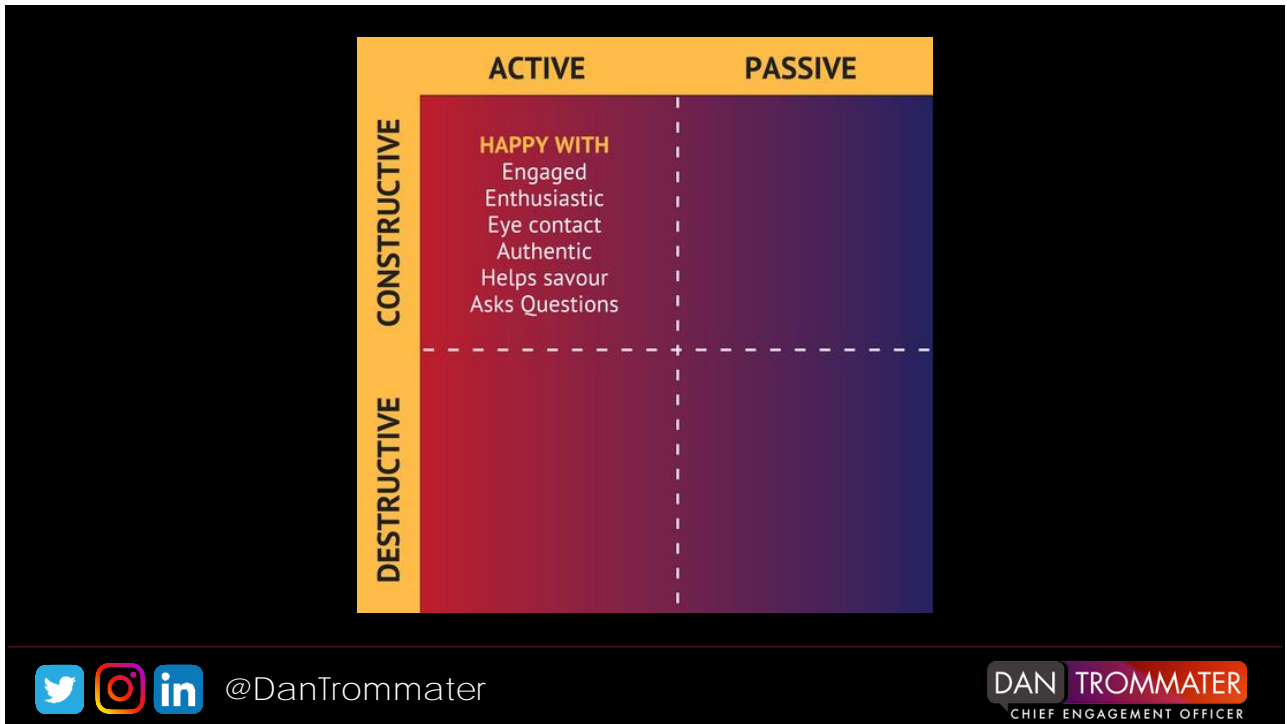 ACTIVE PASSIVE
CONSTRUCTIVE
HAPPY WITH
Engaged
Enthusiastic
Eye contact
Authentic
Helps savour
Asks Questions
DESTRUCTIVE
in @DanTrommater
DAN TROMMATER
CHIEF ENGAGEMENT OFFICER